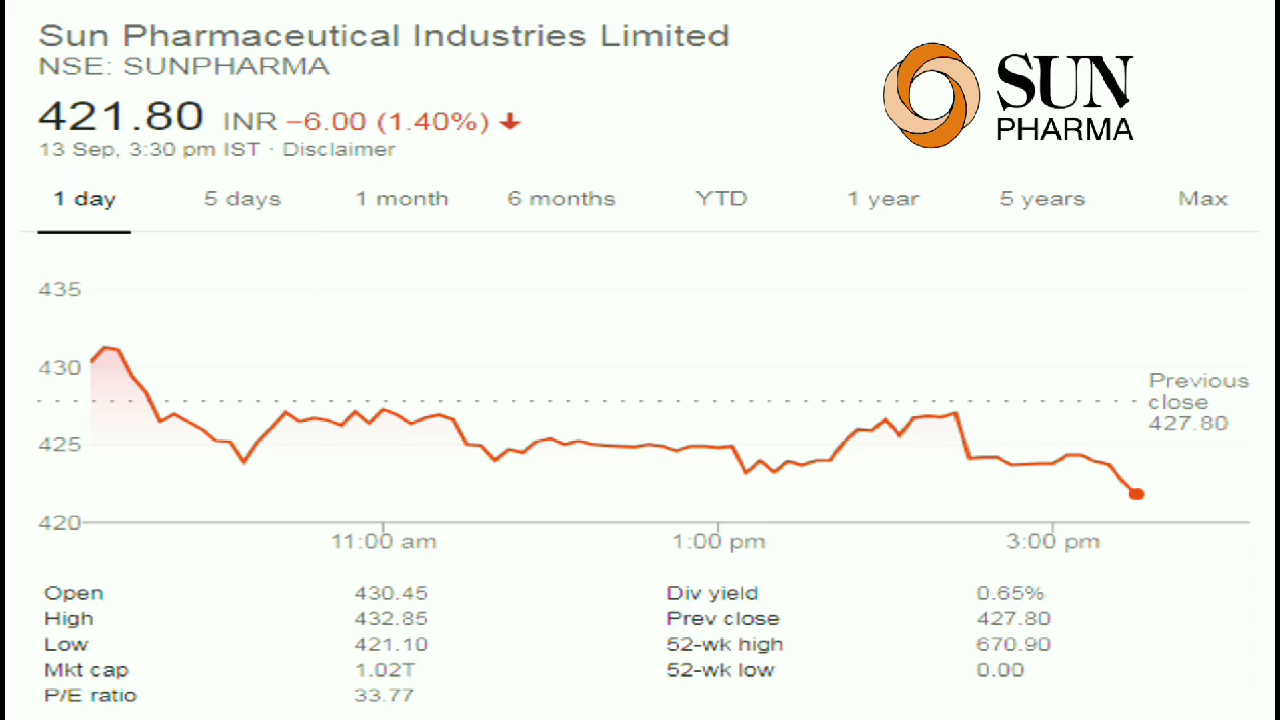 Sun Pharmaceutical Industries Limited
NSE: SUNPHARMA
421.80 INR −6.00 (1.40%)
13 Sep, 3:30 pm IST · Disclaimer
SUN
PHARMA
1 day 5 days 1 month 6 months YTD 1 year 5 years Max
435
430
425
420
Previous
close
427.80
11:00 am 1:00 pm 3:00 pm
Open 430.45 Div yield 0.65%
High 432.85 Prev close 427.80
Low 421.10 52-wk high 670.90
Mkt cap 1.02T 52-wk low 0.00
P/E ratio 33.77